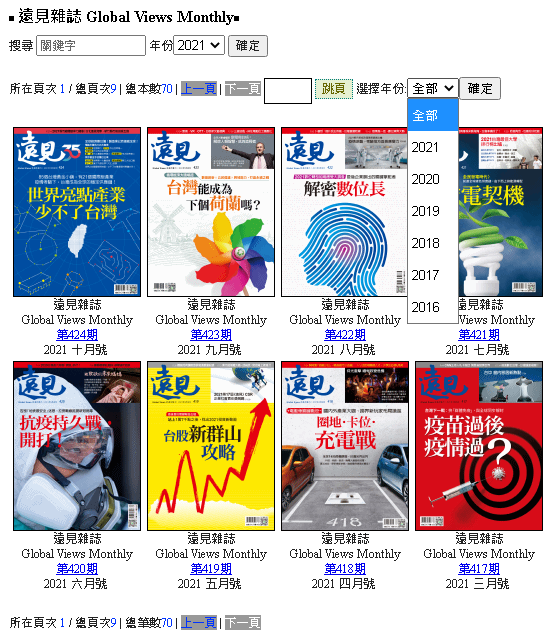 ▪ 遠見雜誌 Global Views Monthly▪
搜尋 關鍵字 年份 2021 確定
所在頁次 1 / 總頁次9 | 總本數70 | 上一頁 | 下一頁 跳頁 選擇年份: 全部 確定
全部
2021
2020
2019
2018
2017
2016
遠見 35
世界亮點產業
少不了台灣
遠見
台灣能成為
下個荷蘭嗎?
遠見
解密數位長
電契機
遠見雜誌
Global Views Monthly
第424期
2021 十月號
遠見雜誌
Global Views Monthly
第423期
2021 九月號
遠見雜誌
Global Views Monthly
第422期
2021 八月號
遠見雜誌
Global Views Monthly
第421期
2021 七月號
遠見
抗疫持久戰,
開打!
遠見
台股新群山
攻略
遠見
圈地·卡位·
充電戰
418
遠見
疫苗過後
疫情過?
遠見雜誌
Global Views Monthly
第420期
2021 六月號
遠見雜誌
Global Views Monthly
第419期
2021 五月號
遠見雜誌
Global Views Monthly
第418期
2021 四月號
遠見雜誌
Global Views Monthly
第417期
2021 三月號
所在頁次 1 / 總頁次9 | 總筆數70 | 上一頁 | 下一頁